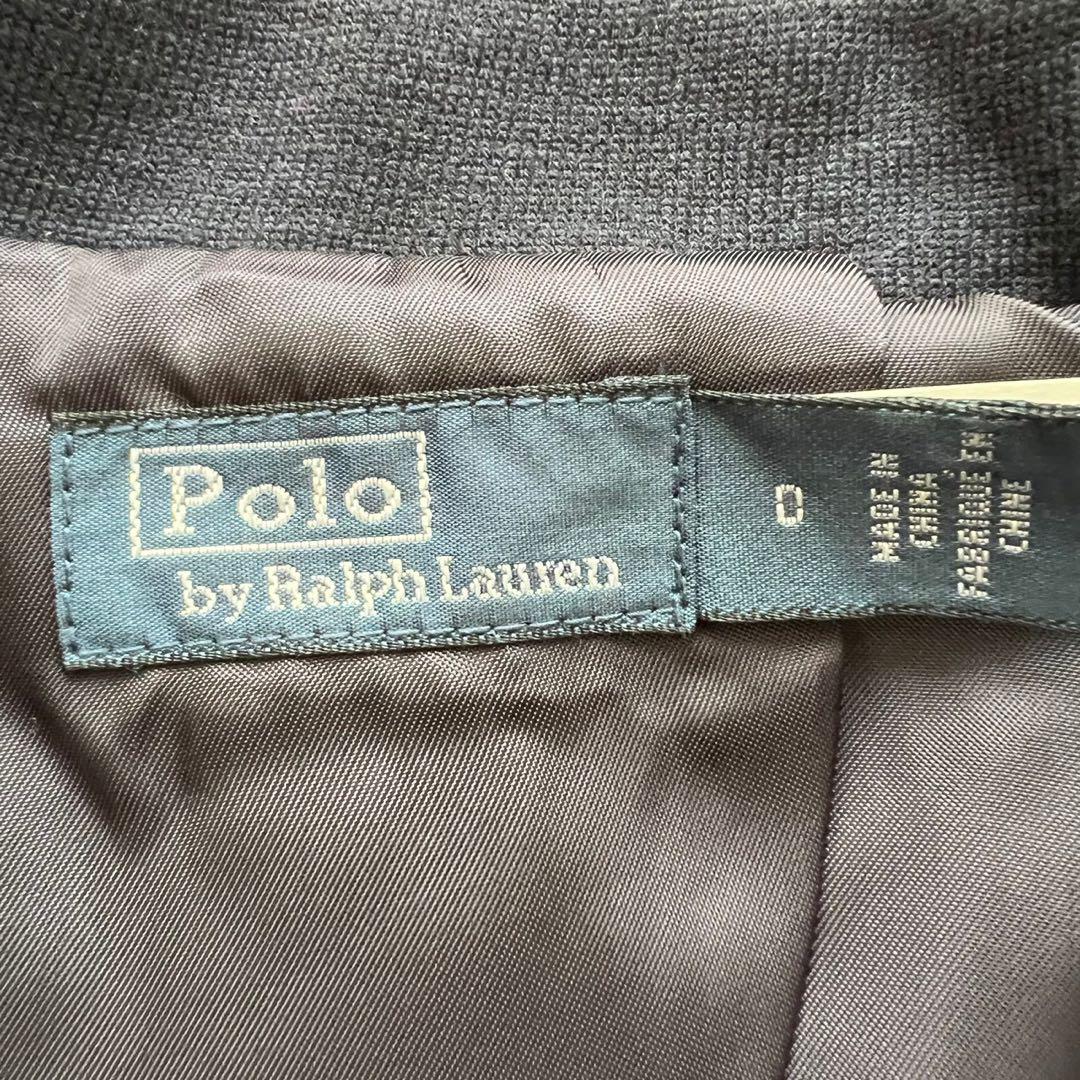 Polo
by Ralph Lauren
0
MADE IN
CHINA
FABRIQUE EN
CHINE